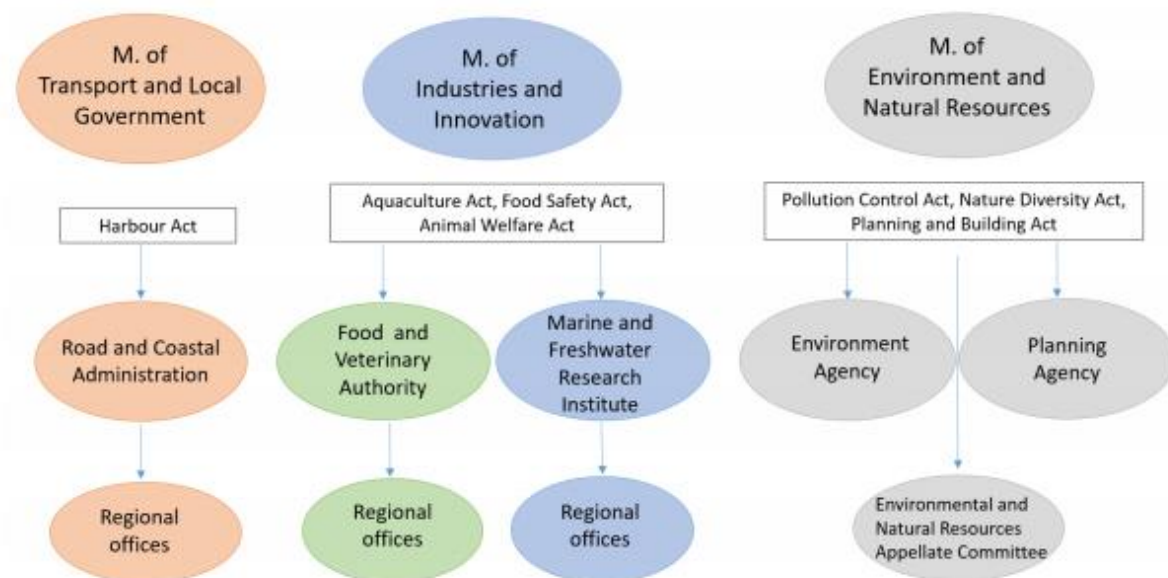 M. of
Transport and Local
Government
M. of
Industries and
Innovation
M. of
Environment and
Natural Resources
Harbour Act
Aquaculture Act, Food Safety Act,
Animal Welfare Act
Pollution Control Act, Nature Diversity Act,
Planning and Building Act
Road and Coastal
Administration
Food and
Veterinary
Authority
Marine and
Freshwater
Research
Institute
Environment
Agency
Planning
Agency
Regional
offices
Regional
offices
Regional
offices
Environmental and
Natural Resources
Appellate Committee